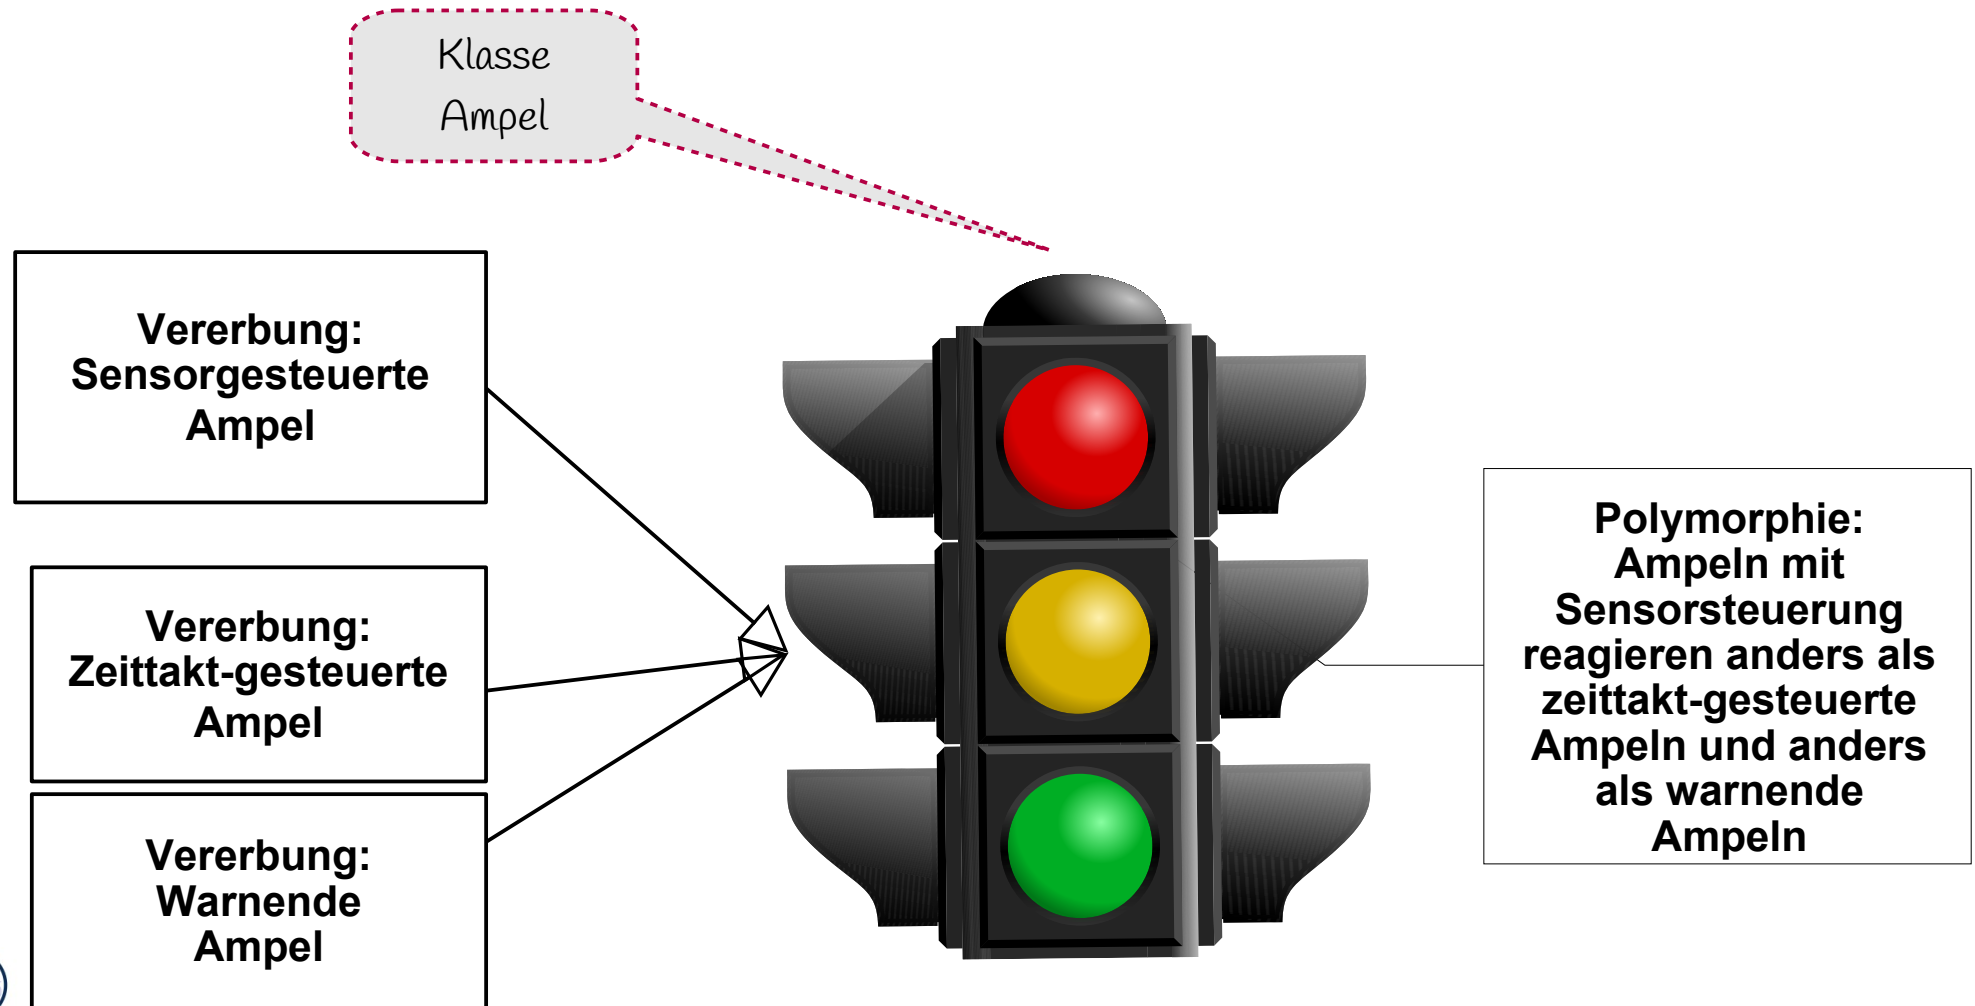 Klasse
Ampel
Vererbung:
Sensorgesteuerte
Ampel
Vererbung:
Zeittakt-gesteuerte
Ampel
Vererbung:
Warnende
Ampel
Polymorphie:
Ampeln mit
Sensorsteuerung
reagieren anders als
zeittakt-gesteuerte
Ampeln und anders
als warnende
Ampeln